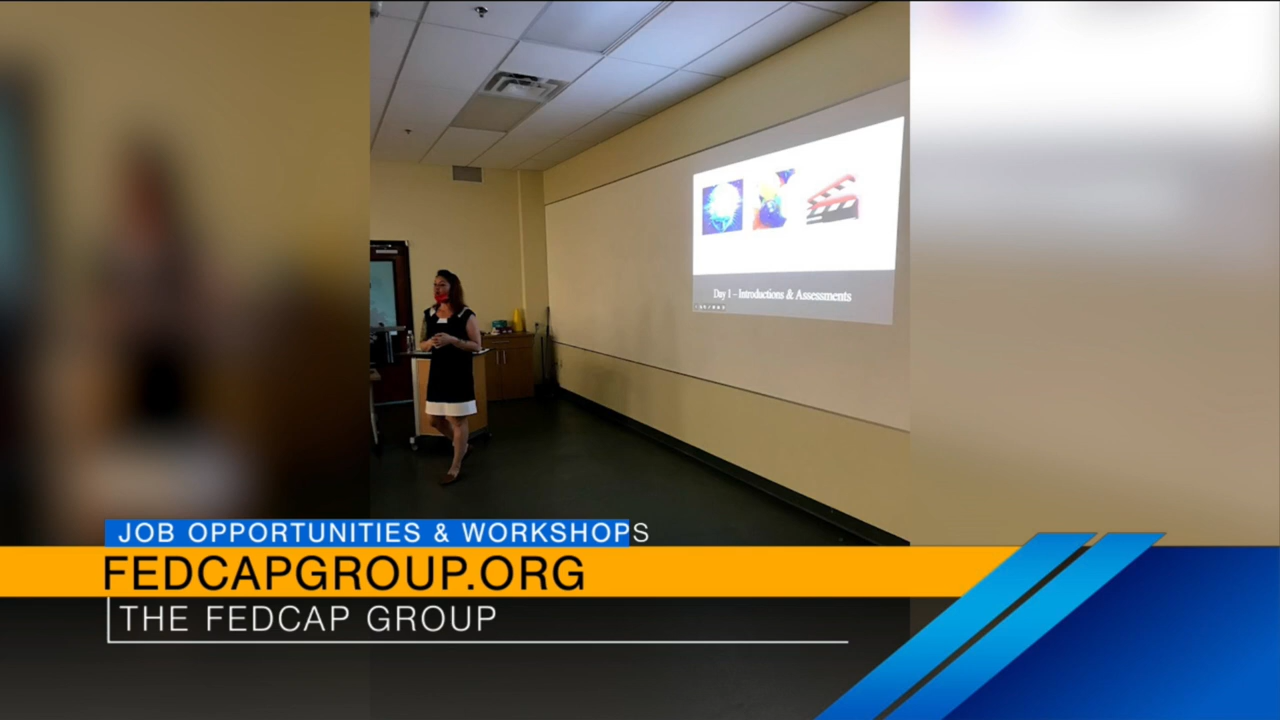 Day 1 – Introductions & Assessments
JOB OPPORTUNITIES & WORKSHOPS
FEDCAPGROUP.ORG
THE FEDCAP GROUP